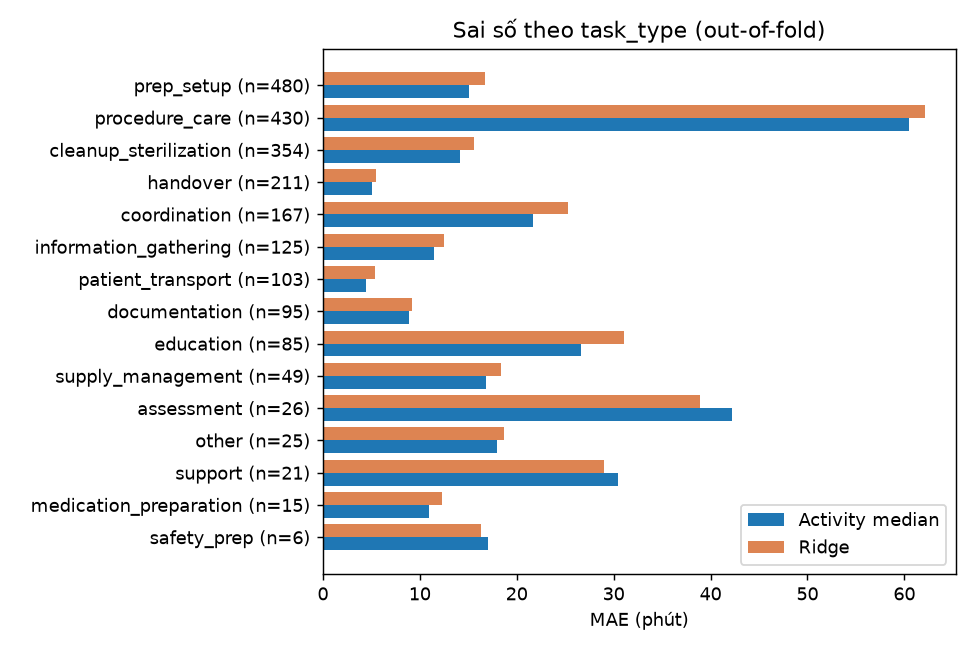 Sai số theo task_type (out-of-fold)
prep_setup (n=480)
procedure_care (n=430)
cleanup_sterilization (n=354)
handover (n=211)
coordination (n=167)
information_gathering (n=125)
patient_transport (n=103)
documentation (n=95)
education (n=85)
supply_management (n=49)
assessment (n=26)
other (n=25)
support (n=21)
medication_preparation (n=15)
safety_prep (n=6)
Activity median
Ridge
0 10 20 30 40 50 60
MAE (phút)